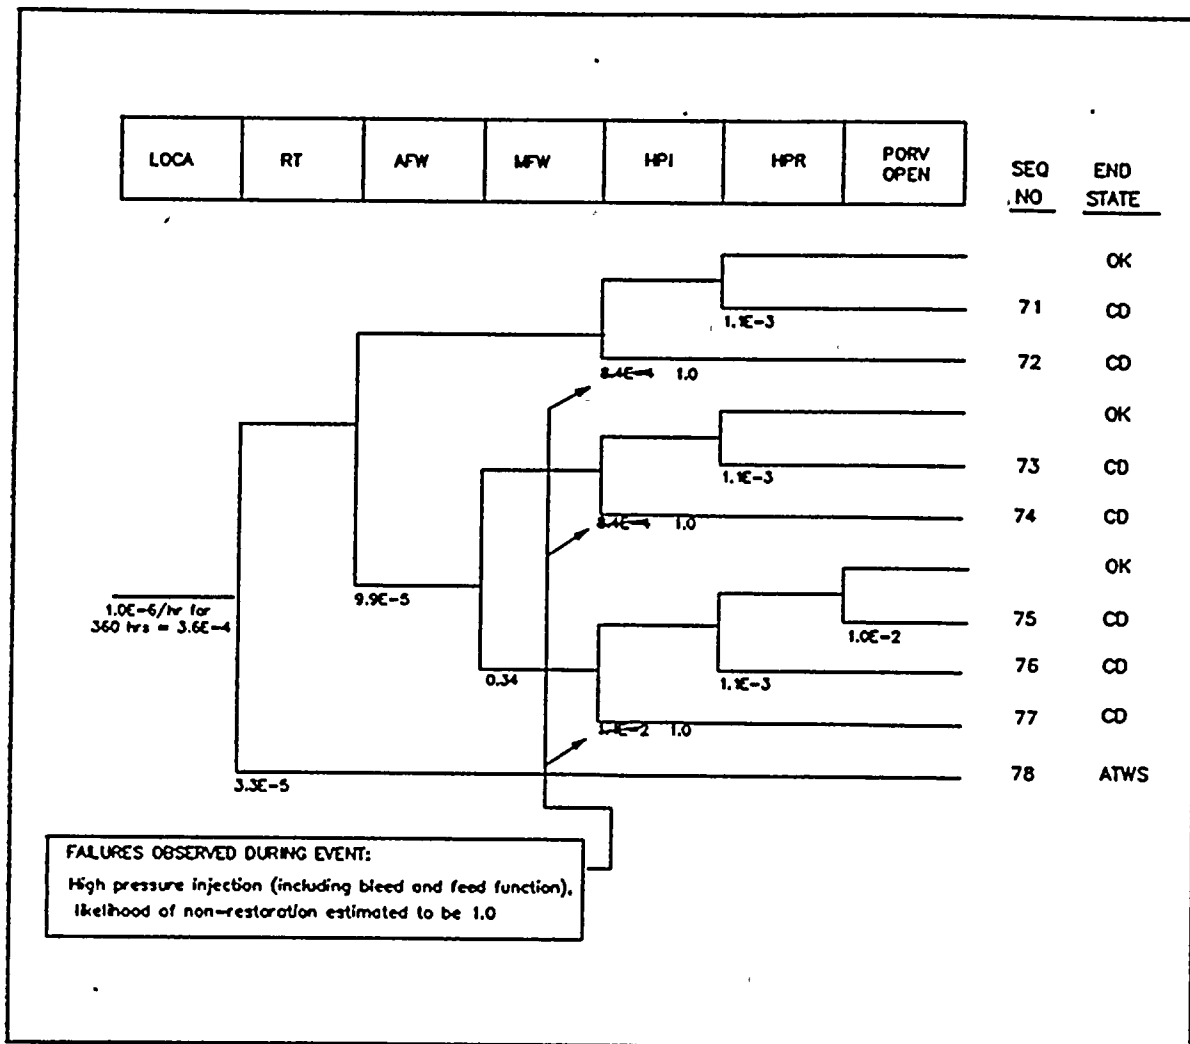 LOCA RT AFW MFW HPI HPR PORV OPEN
SEQ NO
END STATE
OK
71 CD
1.1E-3
72 CD
8.4E-4 1.0
OK
73 CD
1.1E-3
74 CD
8.4E-4 1.0
OK
9.9E-5
1.0E-6/hr for
360 hrs = 3.6E-4
75 CD
1.0E-2
76 CD
0.34
1.1E-3
77 CD
1.0
78 ATWS
3.3E-5
FAILURES OBSERVED DURING EVENT:
High pressure injection (including bleed and feed function),
likelihood of non-restoration estimated to be 1.0